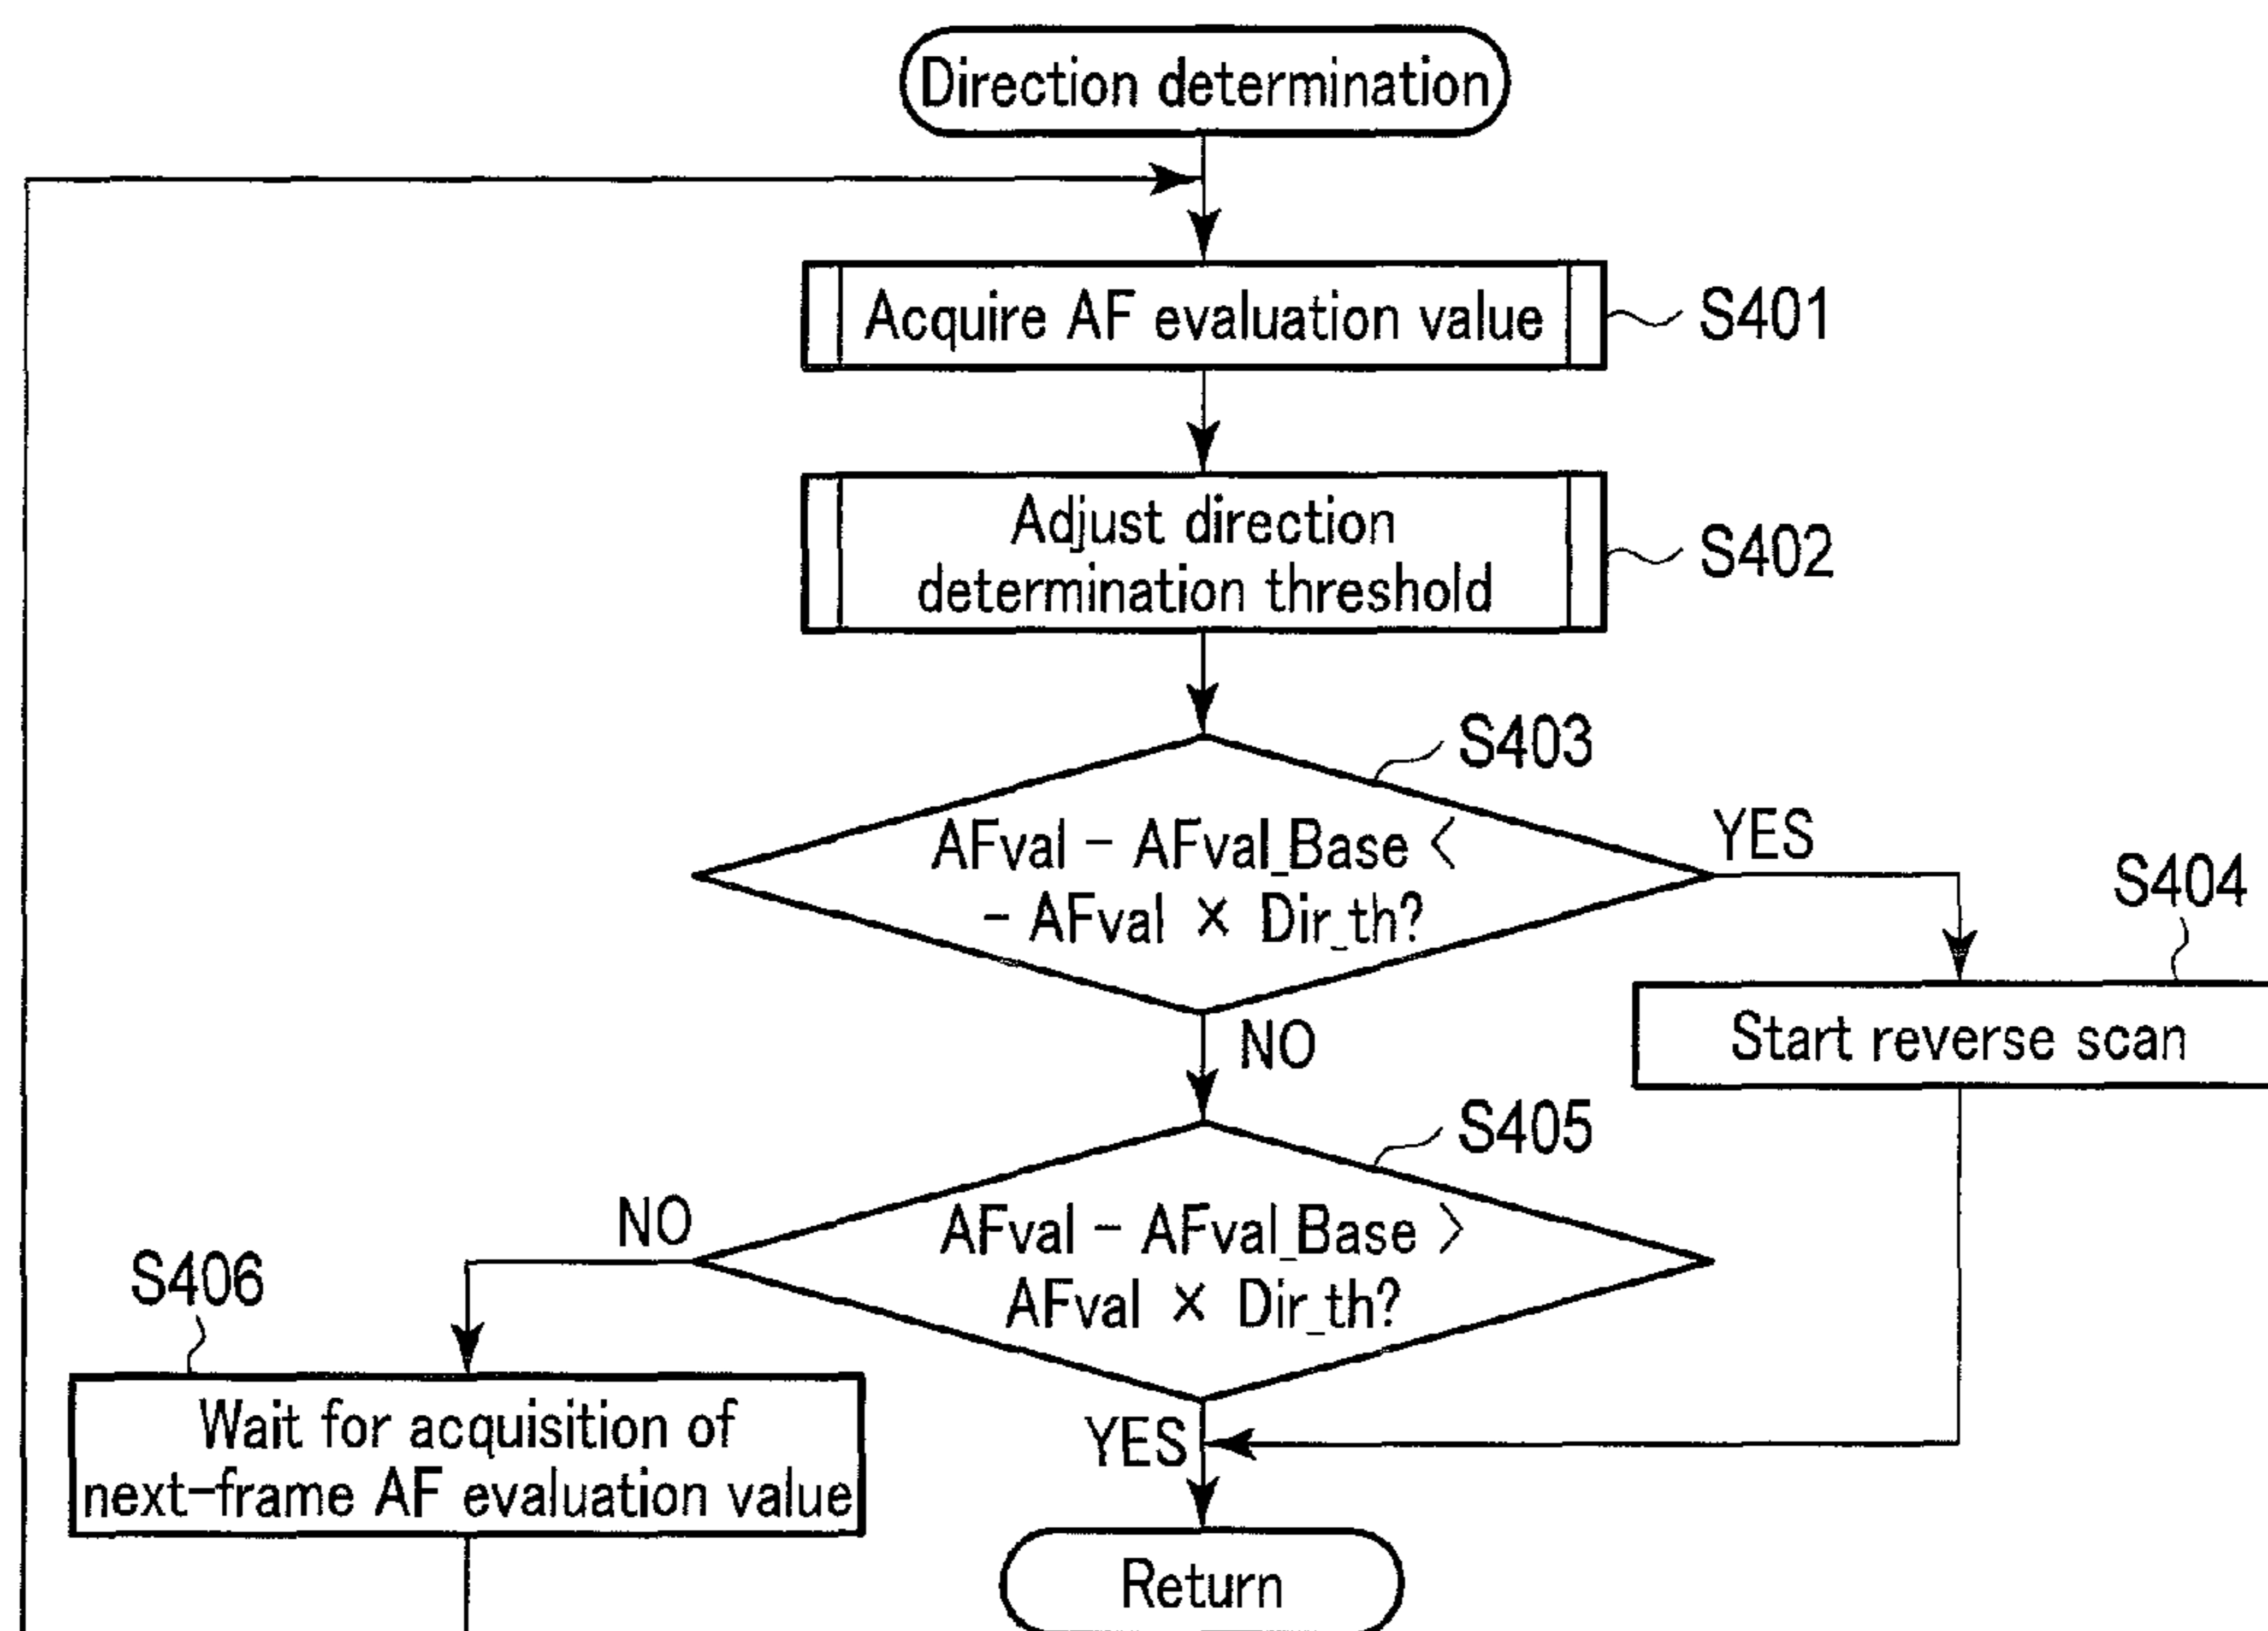 Direction determination
Acquire AF evaluation value
S401
Adjust direction
determination threshold
S402
S403
AFval - AFval_Base <
- AFval × Dir_th?
YES
S404
Start reverse scan
NO
S405
AFval - AFval_Base >
AFval × Dir_th?
NO
S406
Wait for acquisition of
next-frame AF evaluation value
YES
Return